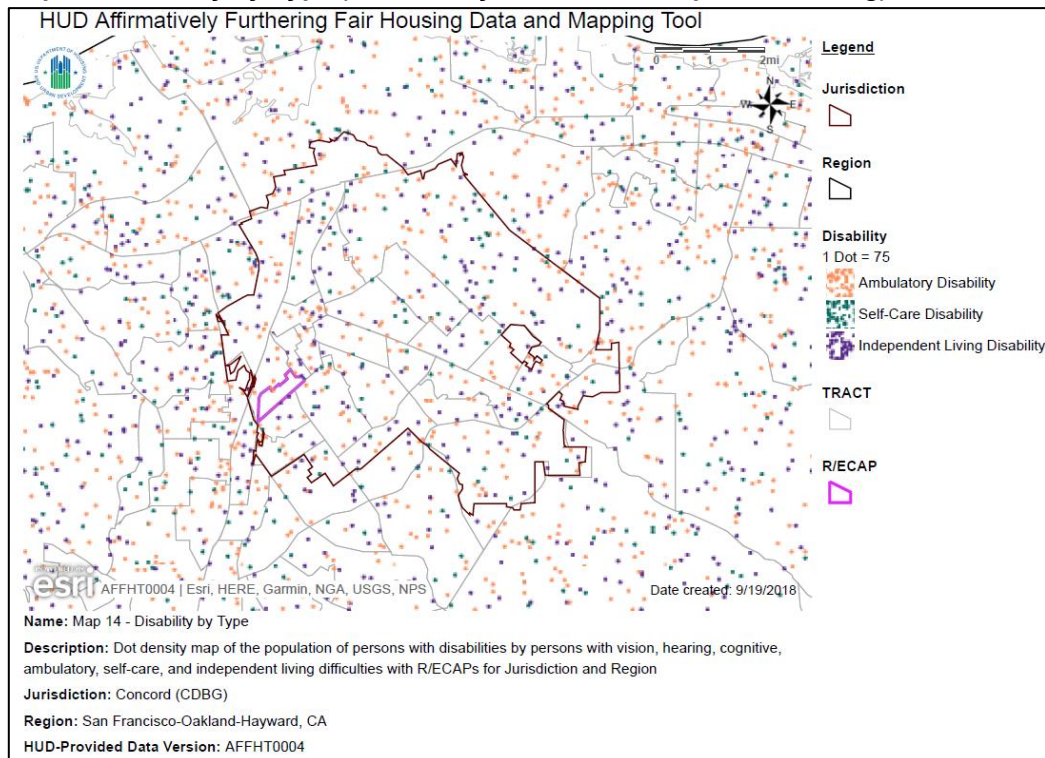 HUD Affirmatively Furthering Fair Housing Data and Mapping Tool
0 1 2mi
N
W E
S
Legend
Jurisdiction
Region
Disability
1 Dot = 75
Ambulatory Disability
Self-Care Disability
Independent Living Disability
TRACT
R/ECAP
esri
AFFHT0004 | Esri, HERE, Garmin, NGA, USGS, NPS
Date created: 9/19/2018
Name: Map 14 - Disability by Type
Description: Dot density map of the population of persons with disabilities by persons with vision, hearing, cognitive,
ambulatory, self-care, and independent living difficulties with R/ECAPs for Jurisdiction and Region
Jurisdiction: Concord (CDBG)
Region: San Francisco-Oakland-Hayward, CA
HUD-Provided Data Version: AFFHT0004